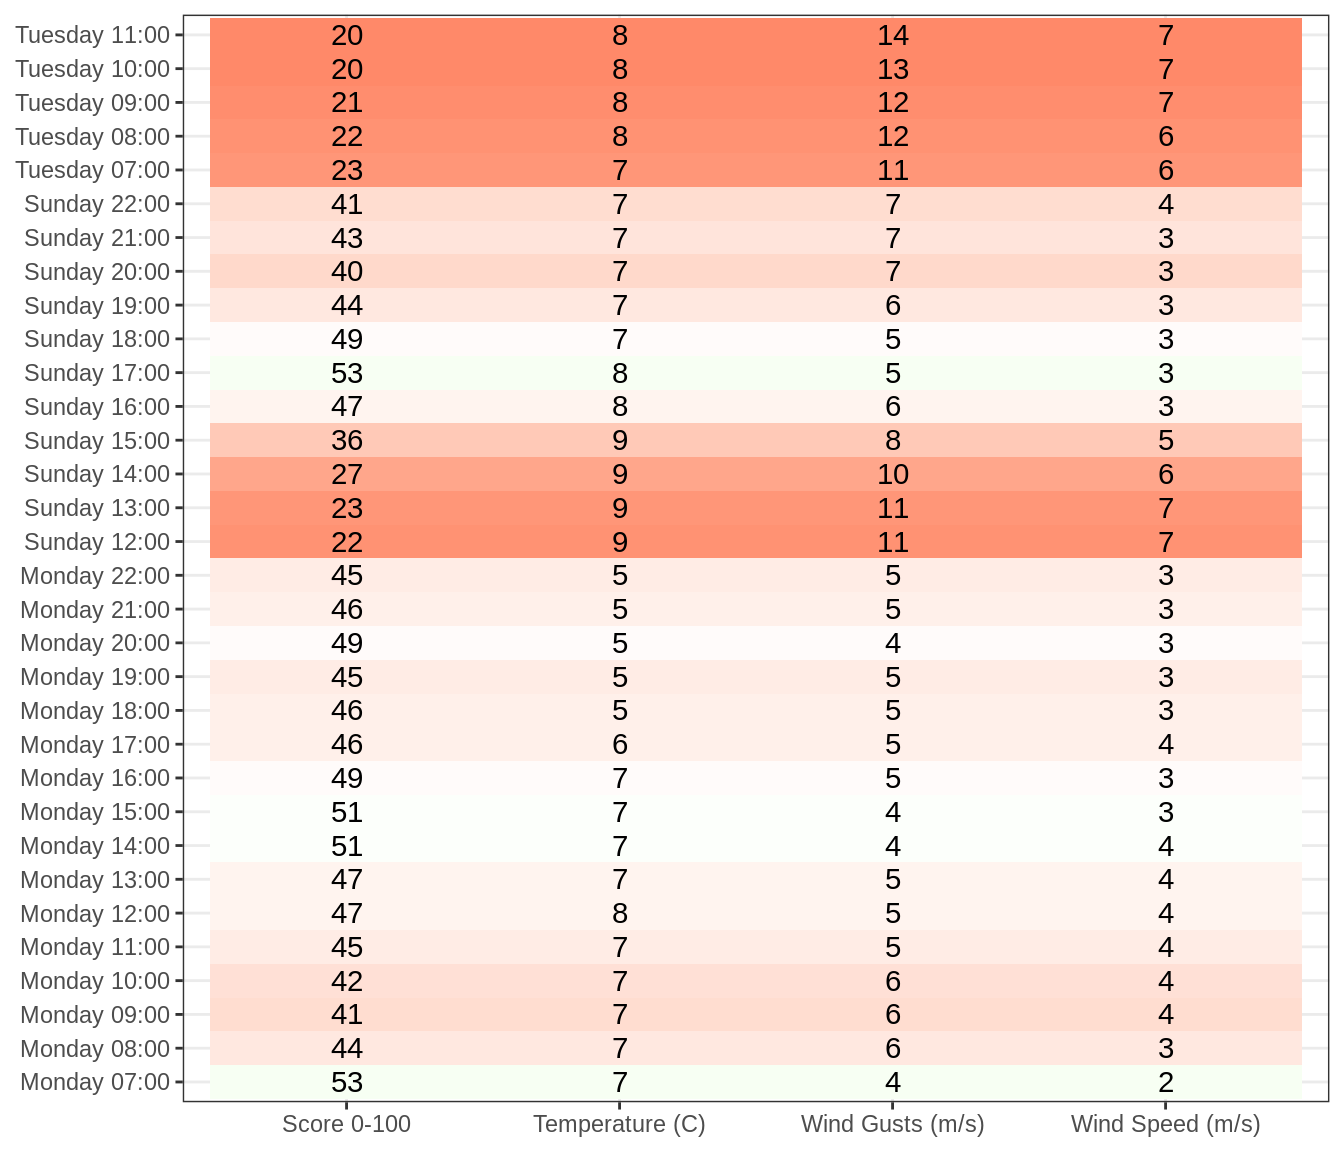 Tuesday 11:00 20 8 14 7
Tuesday 10:00 20 8 13 7
Tuesday 09:00 21 8 12 7
Tuesday 08:00 22 8 12 6
Tuesday 07:00 23 7 11 6
Sunday 22:00 41 7 7 4
Sunday 21:00 43 7 7 3
Sunday 20:00 40 7 7 3
Sunday 19:00 44 7 6 3
Sunday 18:00 49 7 5 3
Sunday 17:00 53 8 5 3
Sunday 16:00 47 8 6 3
Sunday 15:00 36 9 8 5
Sunday 14:00 27 9 10 6
Sunday 13:00 23 9 11 7
Sunday 12:00 22 9 11 7
Monday 22:00 45 5 5 3
Monday 21:00 46 5 5 3
Monday 20:00 49 5 4 3
Monday 19:00 45 5 5 3
Monday 18:00 46 5 5 3
Monday 17:00 46 6 5 4
Monday 16:00 49 7 5 3
Monday 15:00 51 7 4 3
Monday 14:00 51 7 4 4
Monday 13:00 47 7 5 4
Monday 12:00 47 8 5 4
Monday 11:00 45 7 5 4
Monday 10:00 42 7 6 4
Monday 09:00 41 7 6 4
Monday 08:00 44 7 6 3
Monday 07:00 53 7 4 2
Score 0-100 Temperature (C) Wind Gusts (m/s) Wind Speed (m/s)